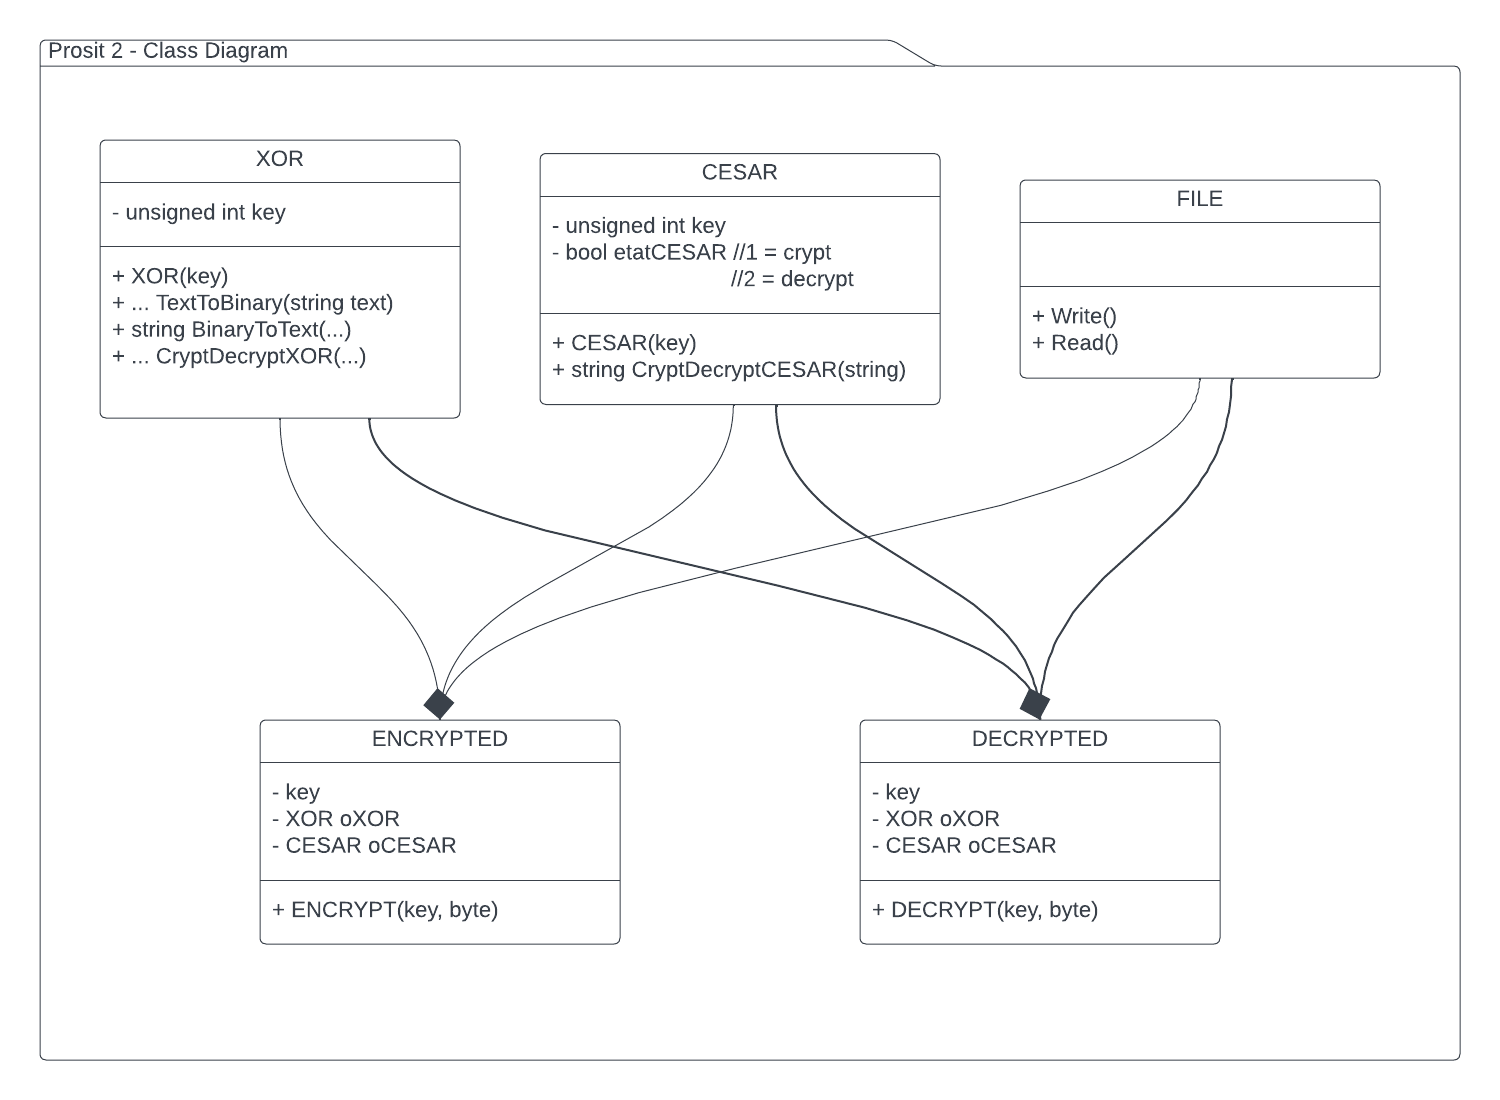 Prosit 2 - Class Diagram
XOR
- unsigned int key
+ XOR(key)
+ ... TextToBinary(string text)
+ string BinaryToText(...)
+ ... CryptDecryptXOR(...)
CESAR
- unsigned int key
- bool etatCESAR //1 = crypt
//2 = decrypt
+ CESAR(key)
+ string CryptDecryptCESAR(string)
FILE
+ Write()
+ Read()
ENCRYPTED
- key
- XOR oXOR
- CESAR oCESAR
+ ENCRYPT(key, byte)
DECRYPTED
- key
- XOR oXOR
- CESAR oCESAR
+ DECRYPT(key, byte)